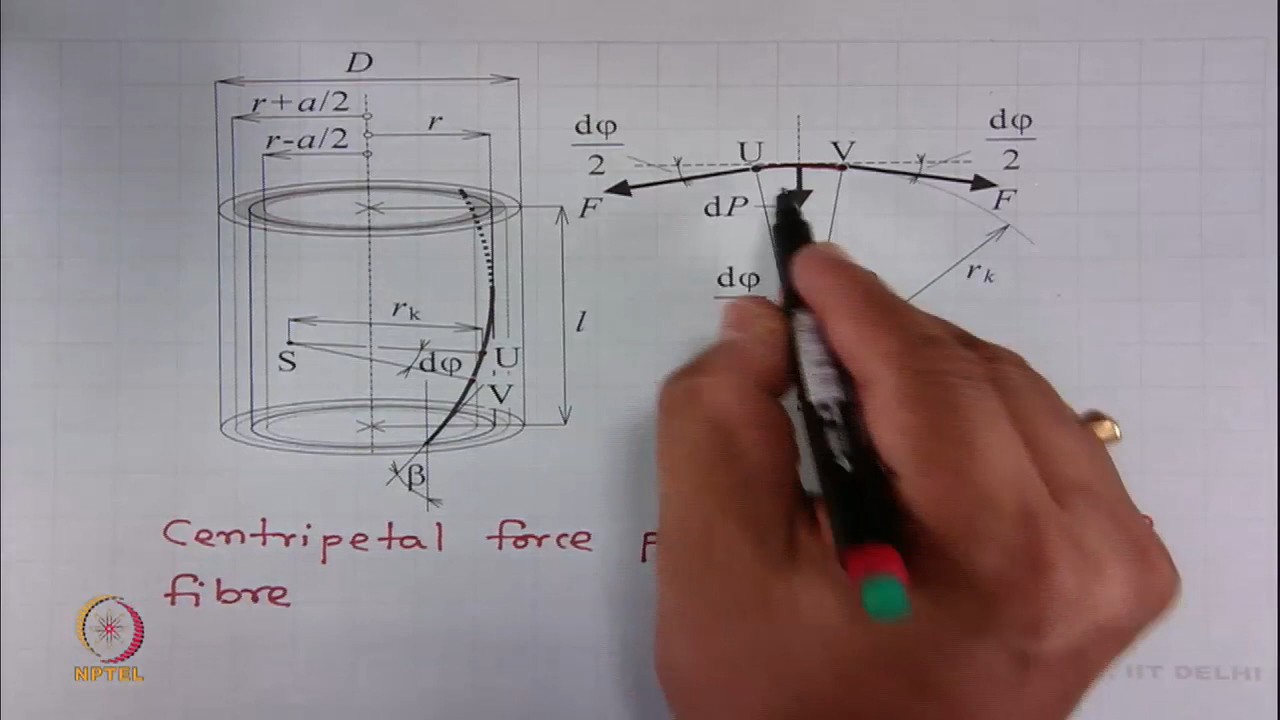 D
r + a/2
r
r-a/2
r_k
l
S
dφ
U
V
β
dφ
2
U
V
dφ
2
F
dP
F
dφ
r_k
Centripetal force
fibre
NPTEL
IIT DELHI